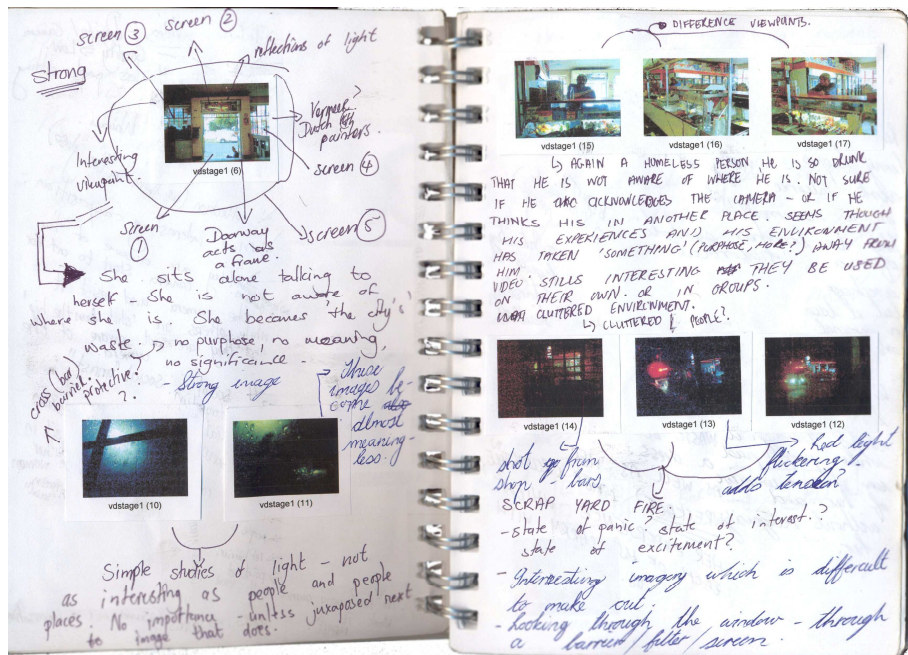 screen ③
screen ②
reflections of light
Strong
Vermeer?
Dutch
painters.
Interesting
viewpoint.
vdstage1 (6)
screen ④
Screen
1
Doorway
acts as
a frame.
screen ⑤
She sits alone talking to
herself - She is not aware of
where she is. She becomes the city's
waste. no purphose, no meaning,
no significance.
cross (bar)
barrier.
protective?
?
- Strong image
These
images be-
come
almost
meaning-
less.
vdstage1 (10)
vdstage1 (11)
Simple studies of light - not
as interesting as people and people
places. No importance - unless juxaposed next
to image that does.
DIFFERENCE VIEWPOINTS.
vdstage1 (15)
vdstage1 (16)
vdstage1 (17)
AGAIN A HOMELESS PERSON HE IS SO DRUNK
THAT HE IS NOT AWARE OF WHERE HE IS. NOT SURE
IF HE ACKNOWLEDGES THE CAMERA - OR IF HE
THINKS HIS IN ANOTHER PLACE. SEEMS THOUGH
HIS EXPERIENCES AND HIS ENVIRONMENT
HAS TAKEN 'SOMETHING' (PURPHOSE, HOPE?) AWAY FROM
HIM.
VIDEO STILLS INTERESTING THEY BE USED
ON THEIR OWN. OR IN GROUPS.
CLUTTERED ENVIRONMENT.
CLUTTERED PEOPLE?
vdstage1 (14)
vdstage1 (13)
vdstage1 (12)
shot from
shop - bars
Red light
flickering -
adds tension
SCRAP YARD FIRE.
- state of panic? state of interest.?
state of excitement?
- Interesting imagery which is difficult
to make out.
- Looking through the window - through
a barrier/filter/screen.